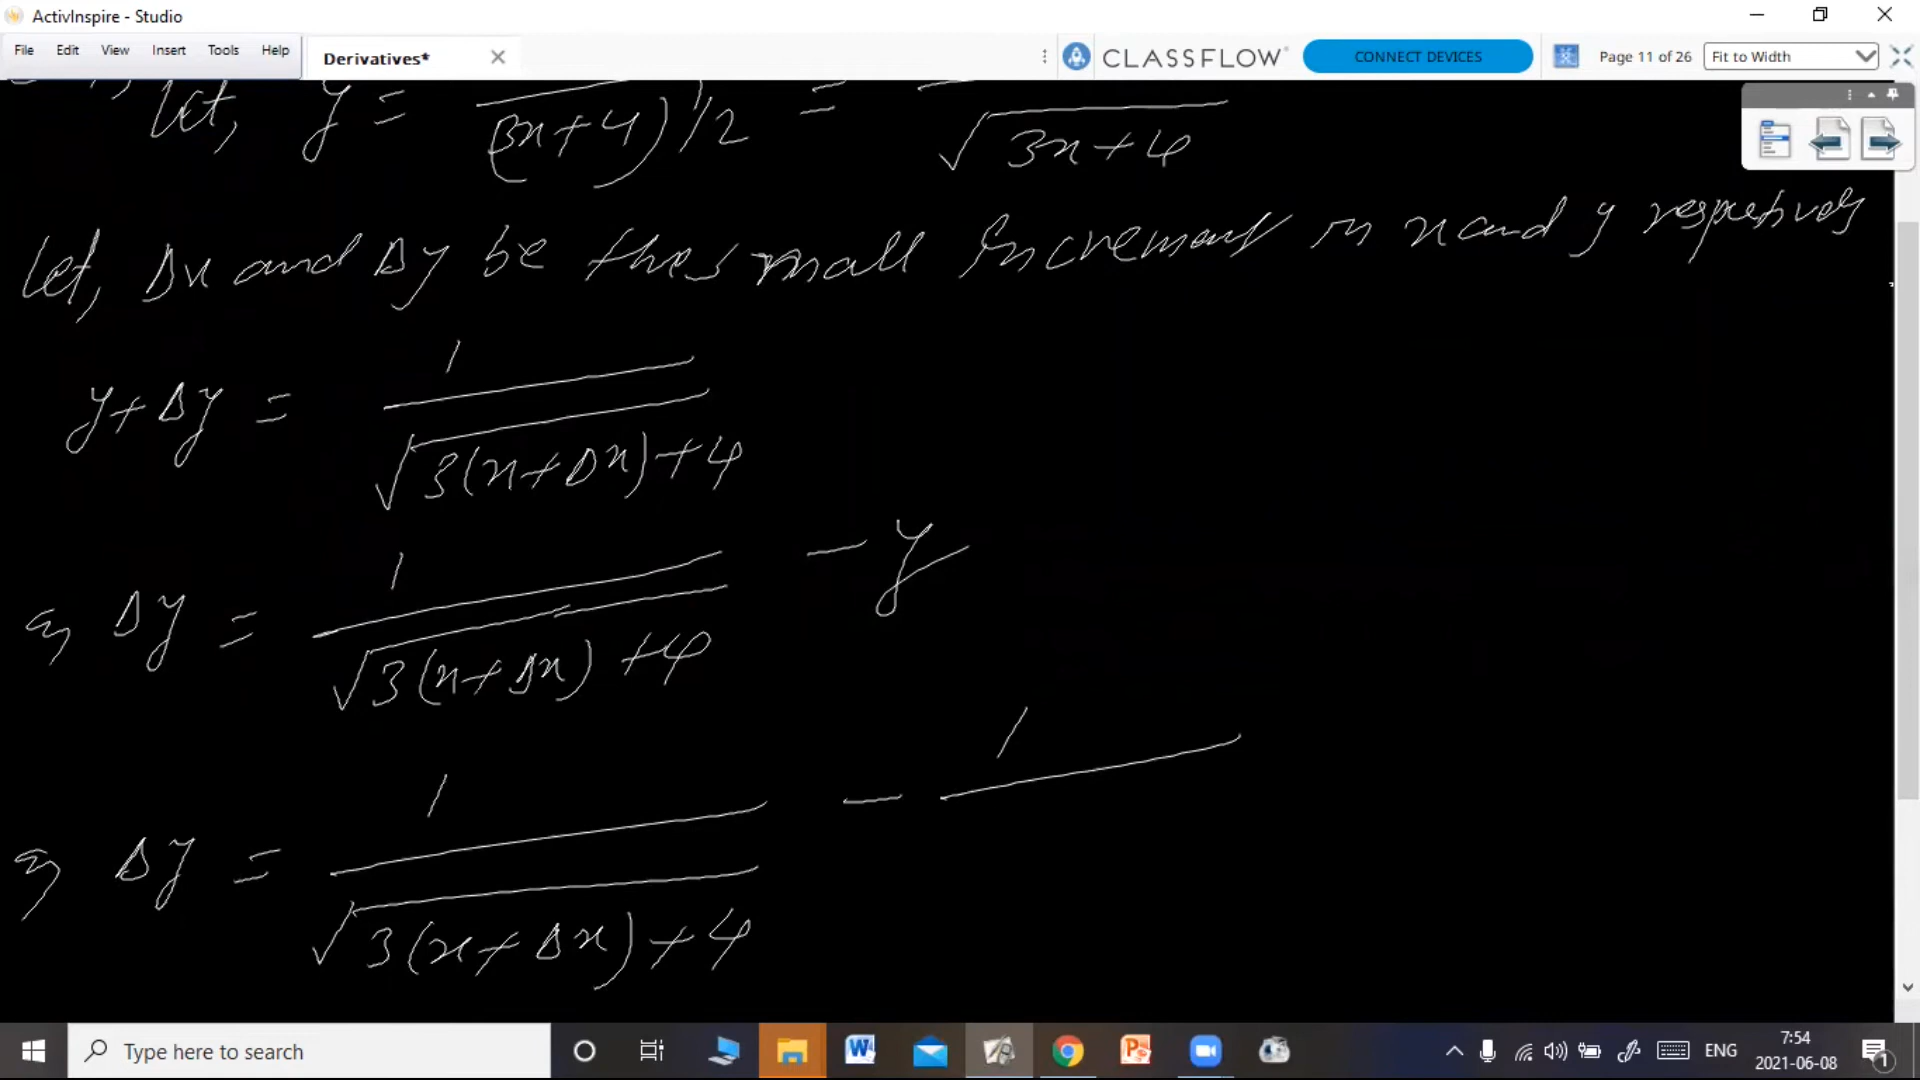 ActivInspire - Studio
File Edit View Insert Tools Help
Derivatives*
CLASSFLOW
CONNECT DEVICES
Page 11 of 26
Fit to Width
let, y = (3x+4)^1/2 = √3x+4
let, Δx and Δy be the small increment in x and y respectively
y+Δy = 1/√3(x+Δx)+4
⇒ Δy = 1/√3(x+Δx)+4 - y
⇒ Δy = 1/√3(x+Δx)+4 - 1/
Type here to search
ENG
7:54
2021-06-08
1